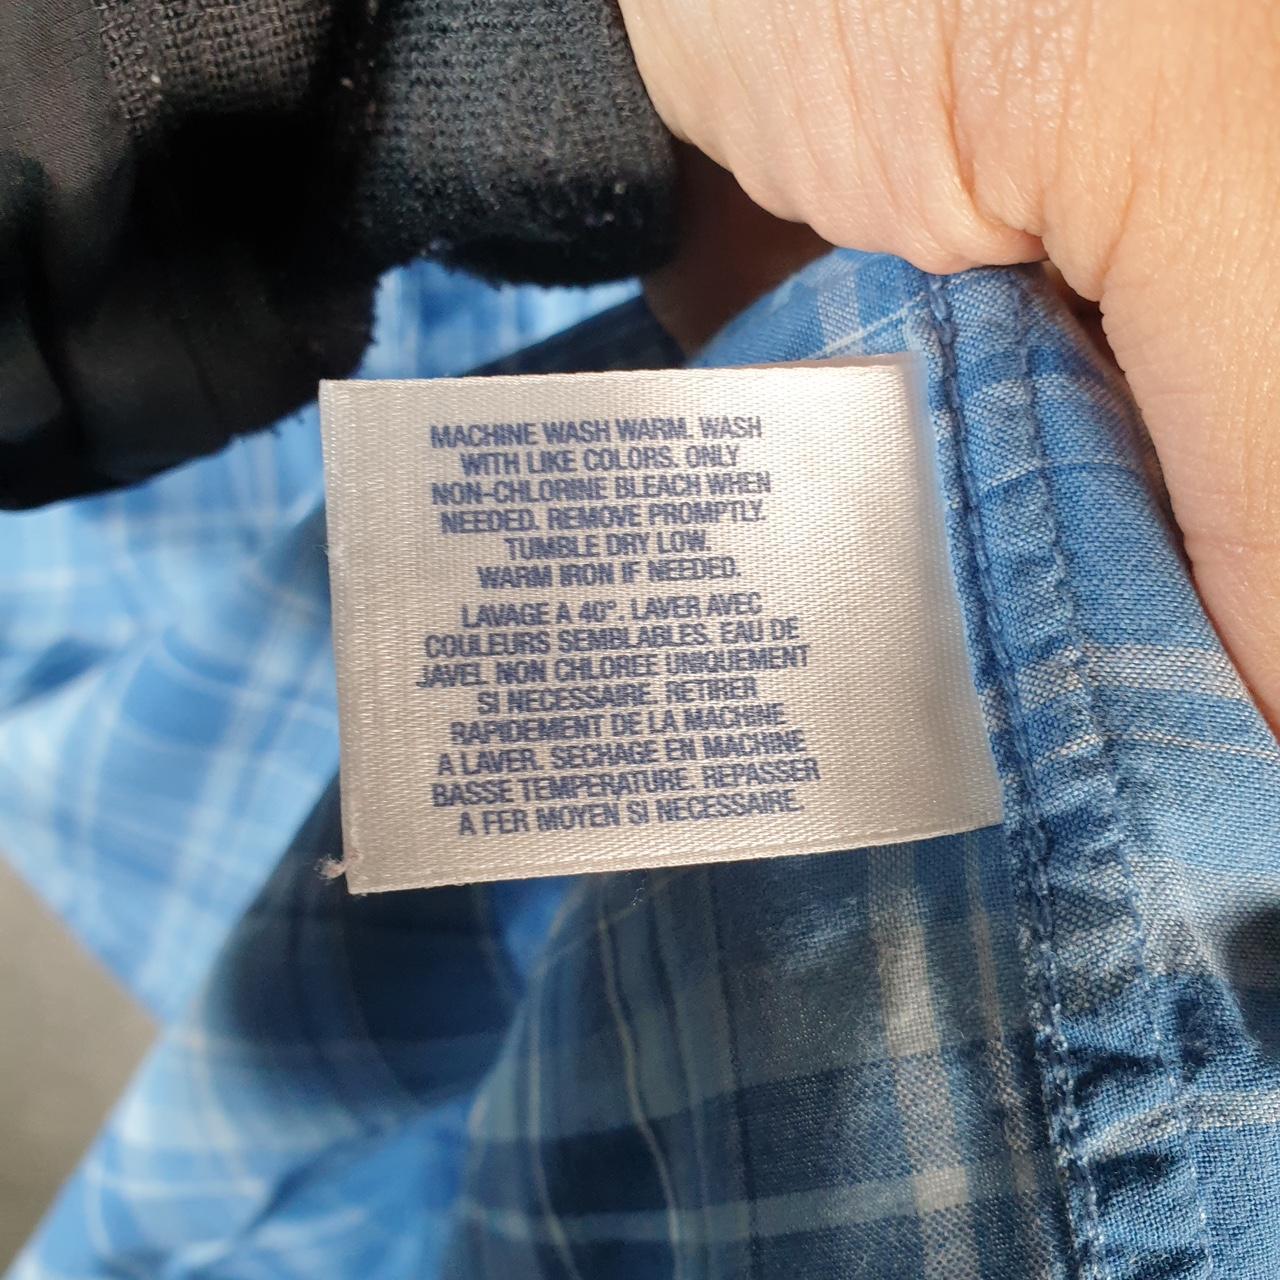 MACHINE WASH WARM. WASH
WITH LIKE COLORS. ONLY
NON-CHLORINE BLEACH WHEN
NEEDED. REMOVE PROMPTLY.
TUMBLE DRY LOW.
WARM IRON IF NEEDED.
LAVAGE A 40°. LAVER AVEC
COULEURS SEMBLABLES. EAU DE
JAVEL NON CHLOREE UNIQUEMENT
SI NECESSAIRE. RETIRER
RAPIDEMENT DE LA MACHINE
A LAVER. SECHAGE EN MACHINE
BASSE TEMPERATURE. REPASSER
A FER MOYEN SI NECESSAIRE.